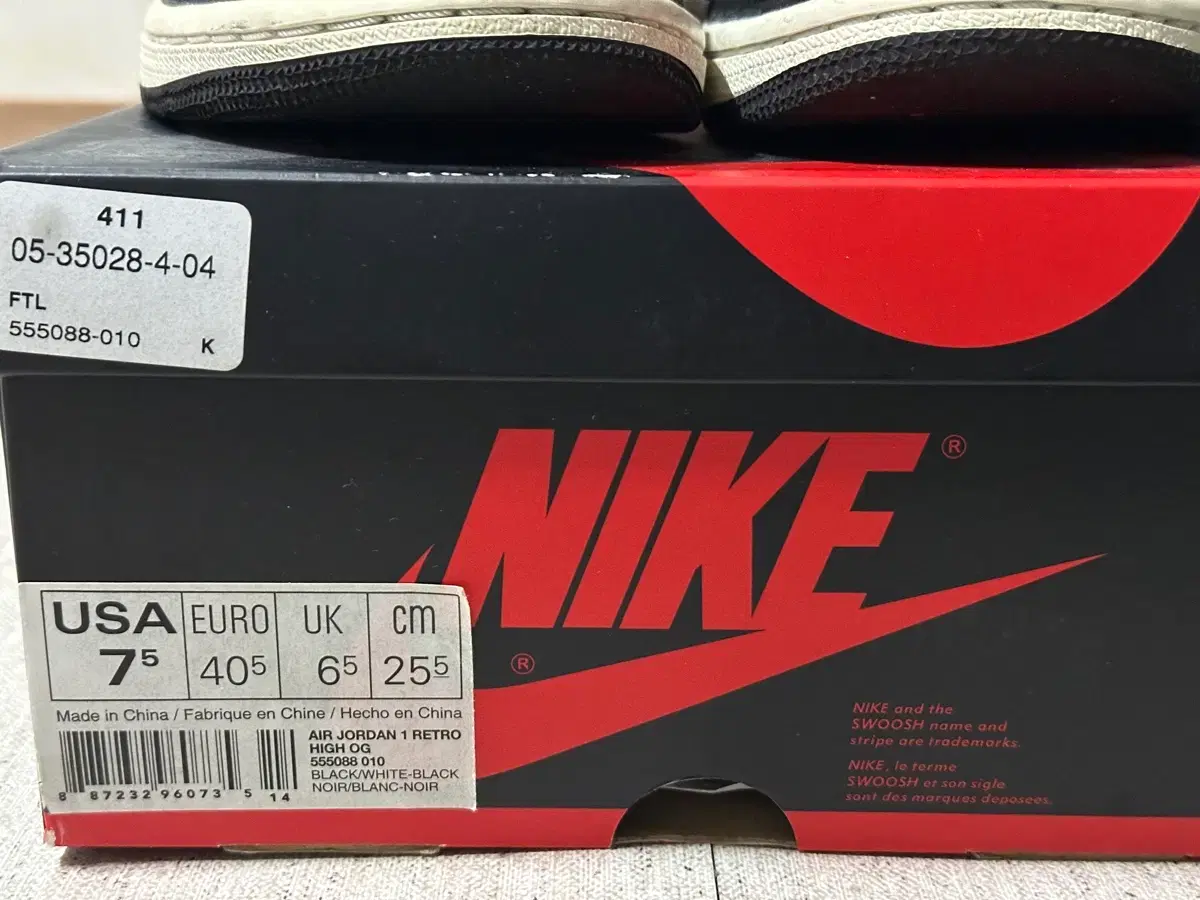 411
05-35028-4-04
FTL
555088-010 K
NIKE®
®
USA EURO UK cm
7⁵ 40⁵ 6⁵ 25⁵
Made in China / Fabrique en Chine / Hecho en China
AIR JORDAN 1 RETRO
HIGH OG
555088 010
BLACK/WHITE-BLACK
NOIR/BLANC-NOIR
8 87232 96073 5 14
NIKE and the
SWOOSH name and
stripe are trademarks.
NIKE, le terme
SWOOSH et son sigle
sont des marques deposees.